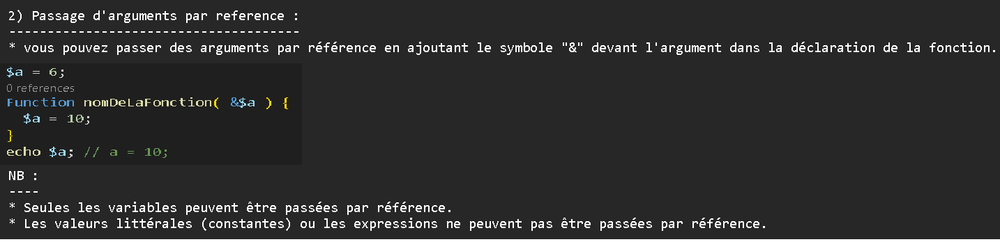 2) Passage d'arguments par reference :
--------------------------------------
* vous pouvez passer des arguments par référence en ajoutant le symbole "&" devant l'argument dans la déclaration de la fonction.
$a = 6;
0 references
Function nomDeLaFonction( &$a ) {
  $a = 10;
}
echo $a; // a = 10;
NB :
----
* Seules les variables peuvent être passées par référence.
* Les valeurs littérales (constantes) ou les expressions ne peuvent pas être passées par référence.